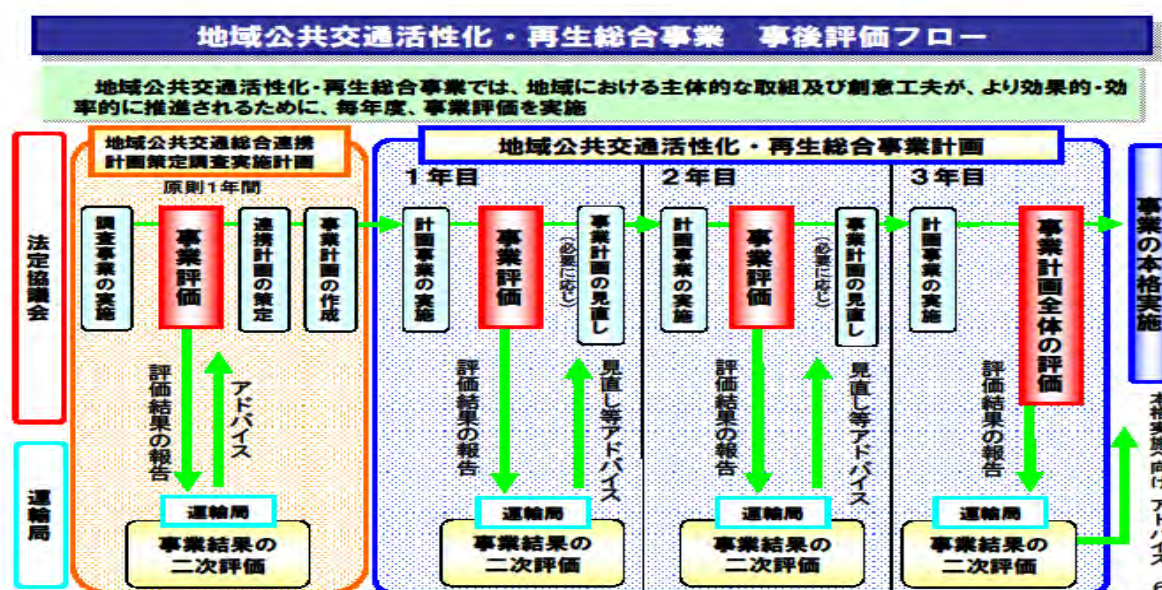 地域公共交通活性化・再生総合事業 事後評価フロー
地域公共交通活性化・再生総合事業では、地域における主体的な取組及び創意工夫が、より効果的・効
率的に推進されるために、毎年度、事業評価を実施
法定協議会
運輸局
地域公共交通総合連携
計画策定調査実施計画
原則1年間
調査事業の実施
事業評価
連携計画の策定
事業計画の作成
評価結果の報告
アドバイス
運輸局
事業結果の
二次評価
地域公共交通活性化・再生総合事業計画
1年目
計画事業の実施
事業評価
事業計画の見直し
(必要に応じ)
評価結果の報告
見直し等アドバイス
運輸局
事業結果の
二次評価
2年目
計画事業の実施
事業評価
事業計画の見直し
(必要に応じ)
評価結果の報告
見直し等アドバイス
運輸局
事業結果の
二次評価
3年目
計画事業の実施
事業計画全体の評価
評価結果の報告
運輸局
事業結果の
二次評価
事業の本格実施
本格実施へ向け
アドバイス